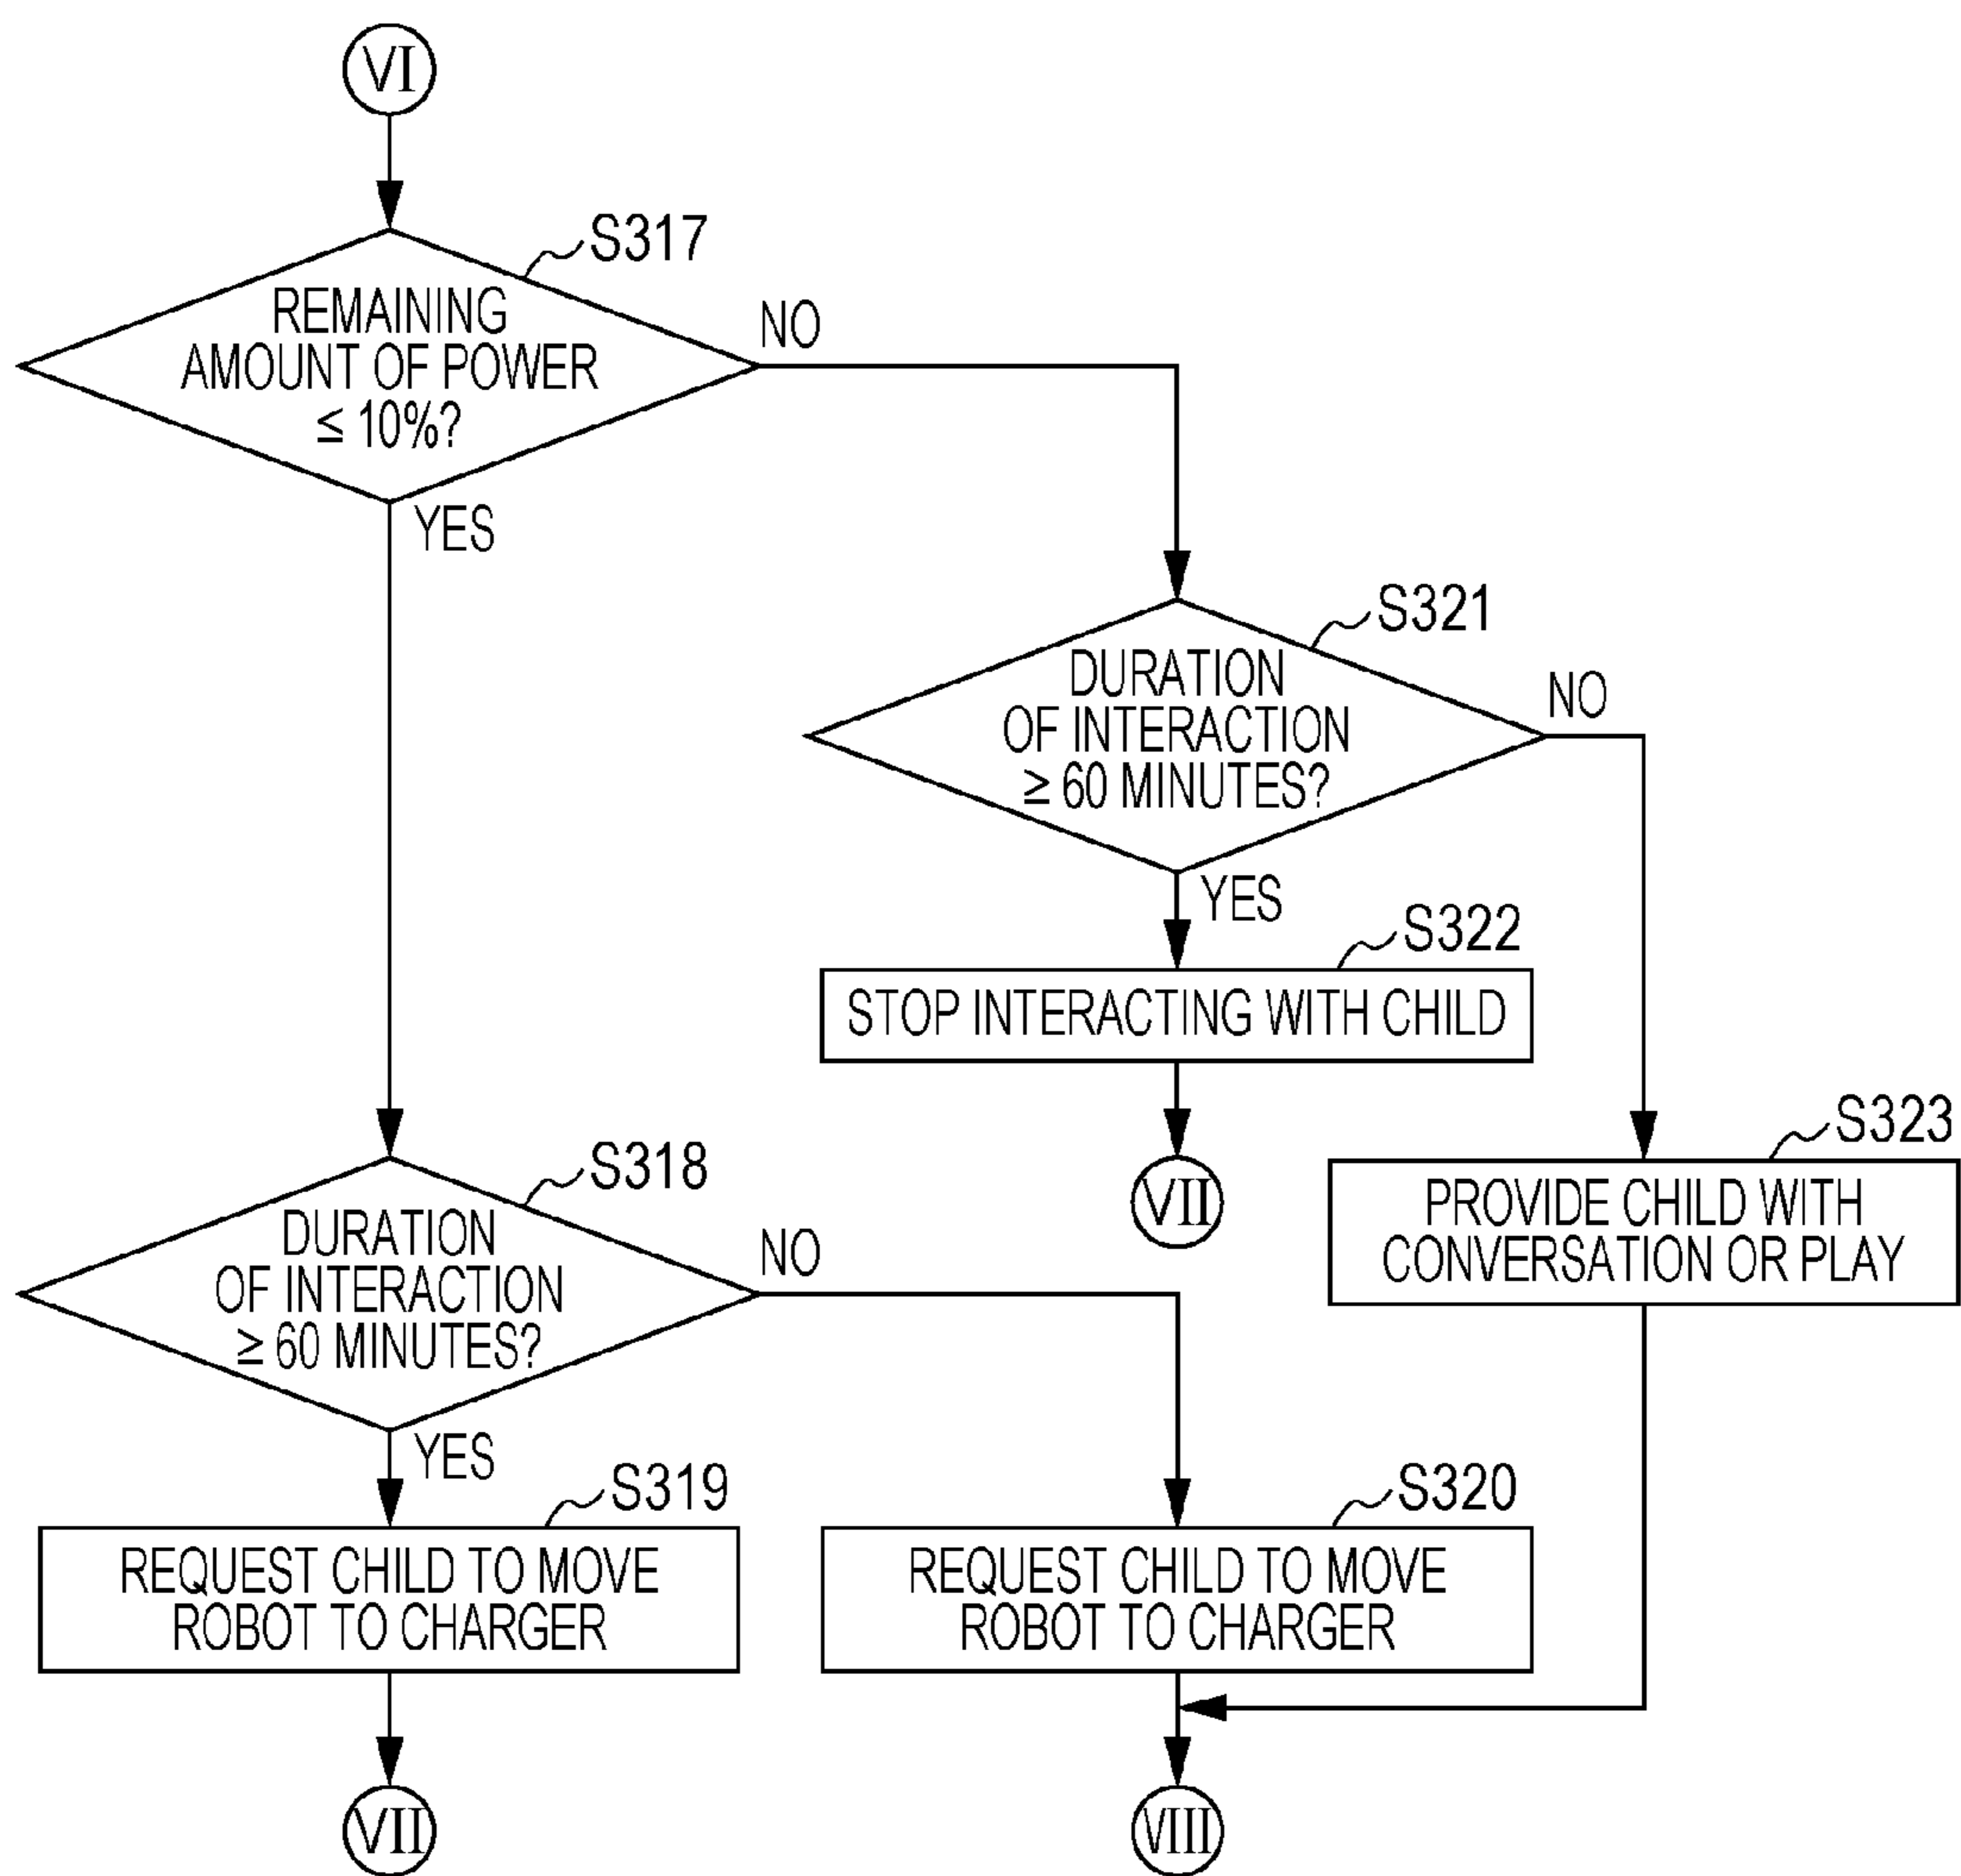 VI
S317
REMAINING
AMOUNT OF POWER
≤ 10%?
NO
YES
S321
DURATION
OF INTERACTION
≥ 60 MINUTES?
NO
YES
S322
STOP INTERACTING WITH CHILD
VII
S323
PROVIDE CHILD WITH
CONVERSATION OR PLAY
S318
DURATION
OF INTERACTION
≥ 60 MINUTES?
NO
YES
S319
REQUEST CHILD TO MOVE
ROBOT TO CHARGER
S320
REQUEST CHILD TO MOVE
ROBOT TO CHARGER
VII
VIII